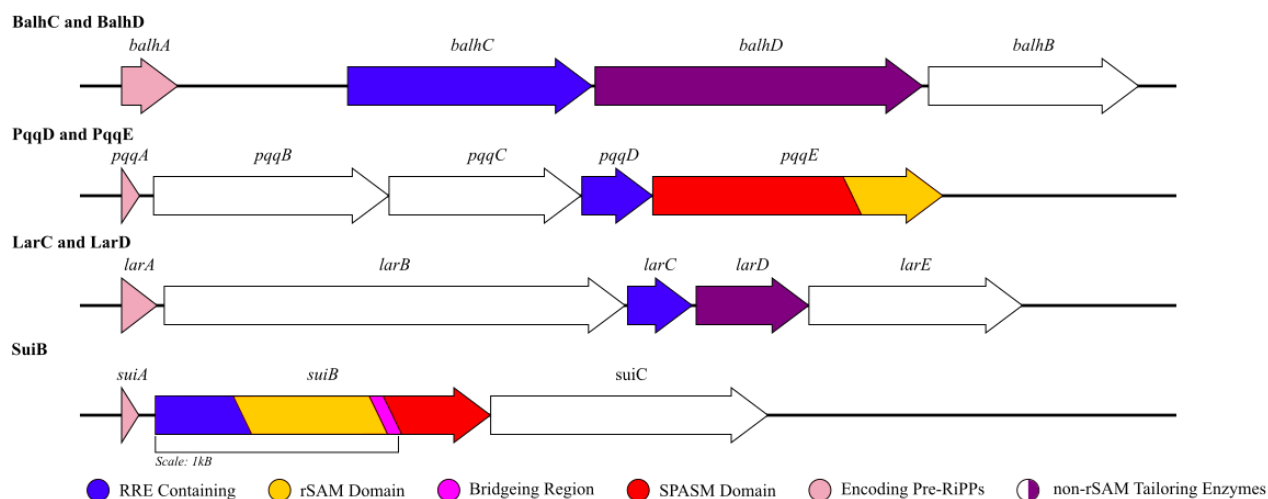 BalhC and BalhD
balhA balhC balhD balhB
PqqD and PqqE
pqqA pqqB pqqC pqqD pqqE
LarC and LarD
larA larB larC larD larE
SuiB
suiA suiB suiC
Scale: 1kB
RRE Containing rSAM Domain Bridgeing Region SPASM Domain Encoding Pre-RiPPs non-rSAM Tailoring Enzymes